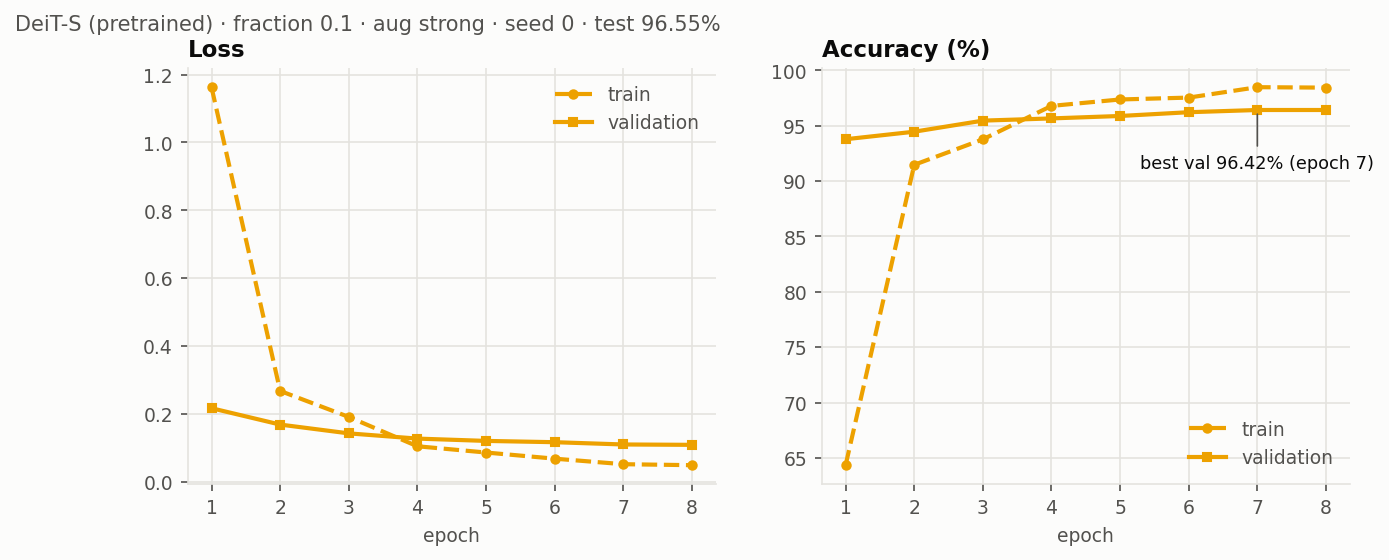 DeiT-S (pretrained) · fraction 0.1 · aug strong · seed 0 · test 96.55%
Loss
1.2
1.0
0.8
0.6
0.4
0.2
0.0
train
validation
1 2 3 4 5 6 7 8
epoch
Accuracy (%)
100
95
90
85
80
75
70
65
best val 96.42% (epoch 7)
train
validation
1 2 3 4 5 6 7 8
epoch